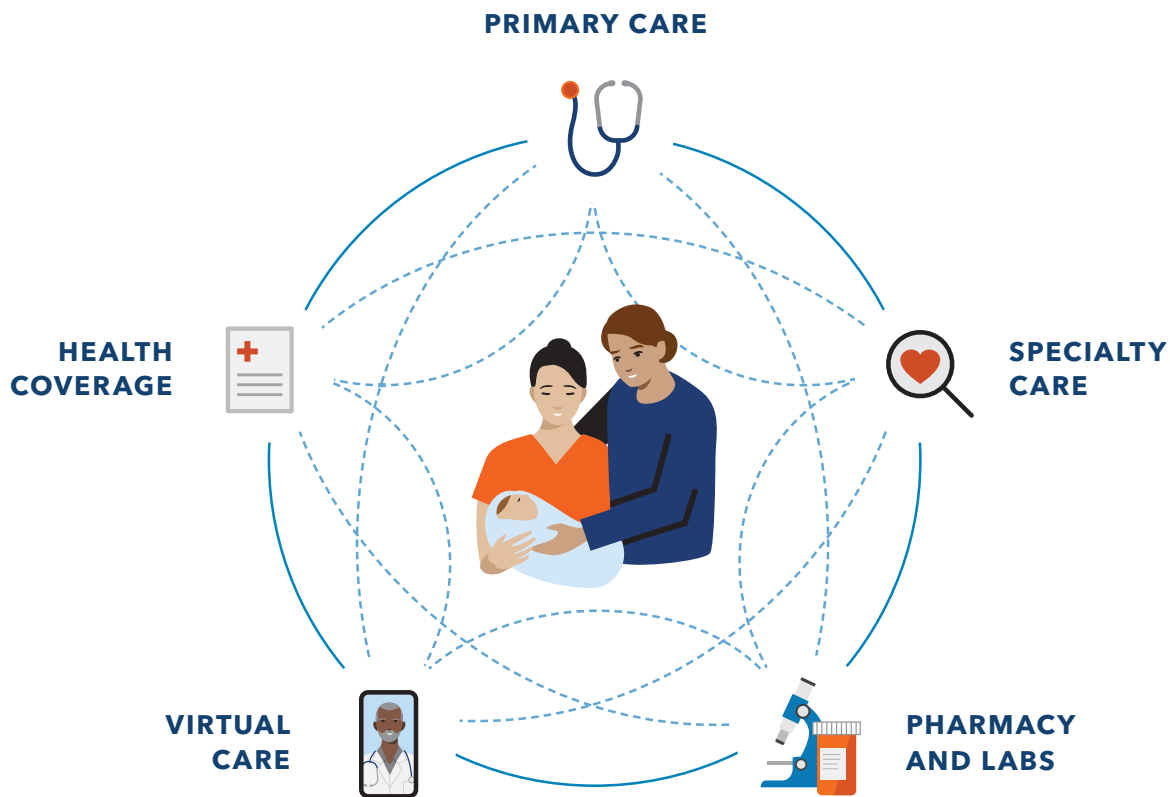 PRIMARY CARE
HEALTH
COVERAGE
SPECIALTY
CARE
VIRTUAL
CARE
PHARMACY
AND LABS